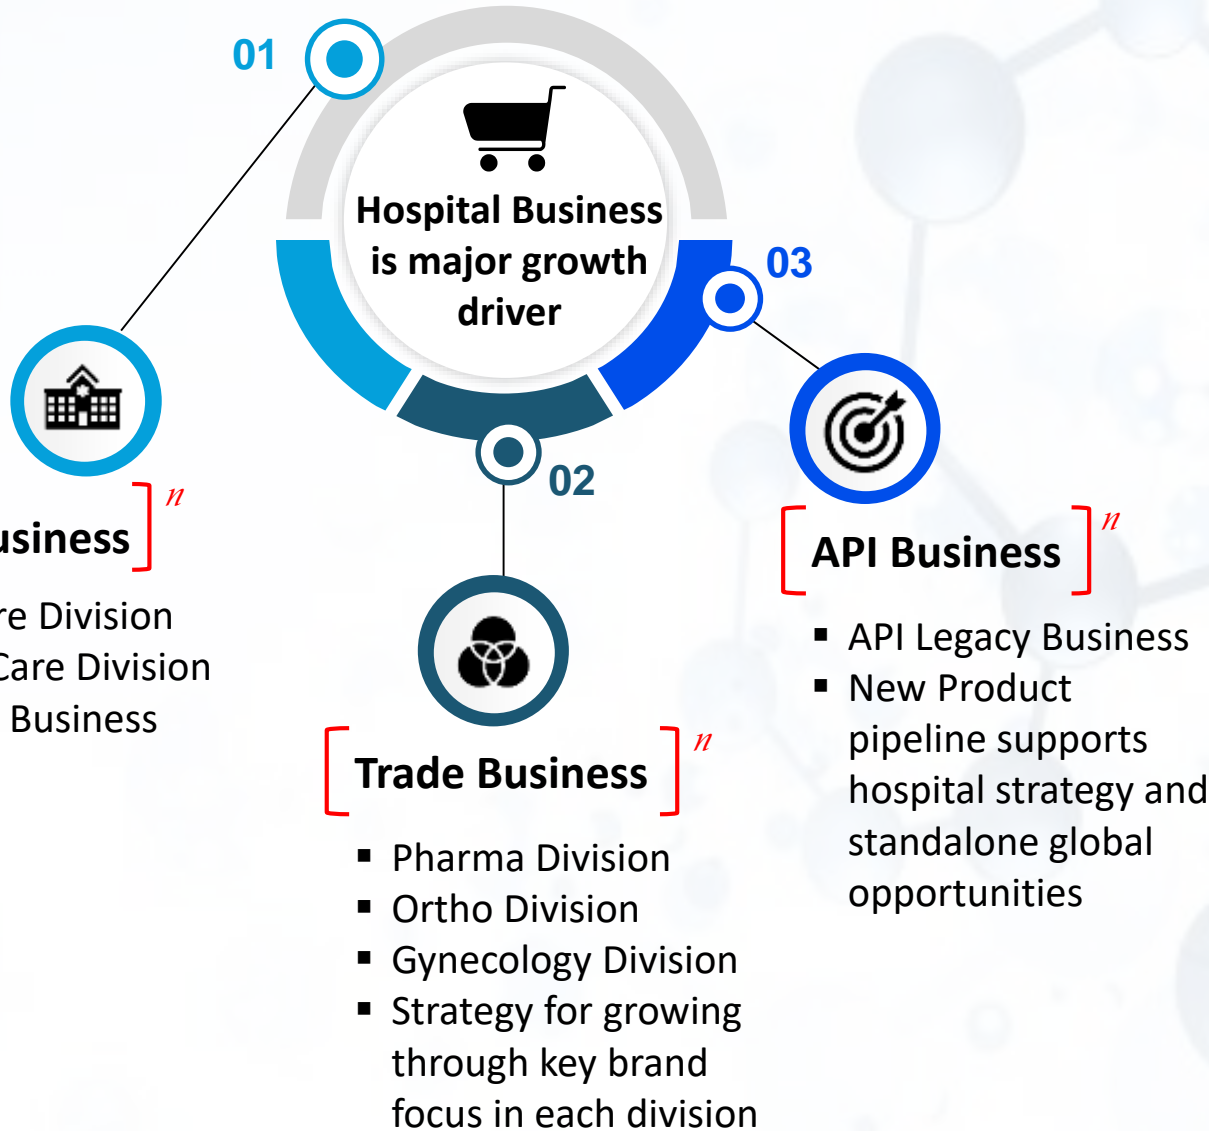 01
Hospital Business
is major growth
driver
03
02
n
usiness
re Division
Care Division
Business
n
Trade Business
▪ Pharma Division
▪ Ortho Division
▪ Gynecology Division
▪ Strategy for growing
through key brand
focus in each division
n
API Business
▪ API Legacy Business
▪ New Product
pipeline supports
hospital strategy and
standalone global
opportunities